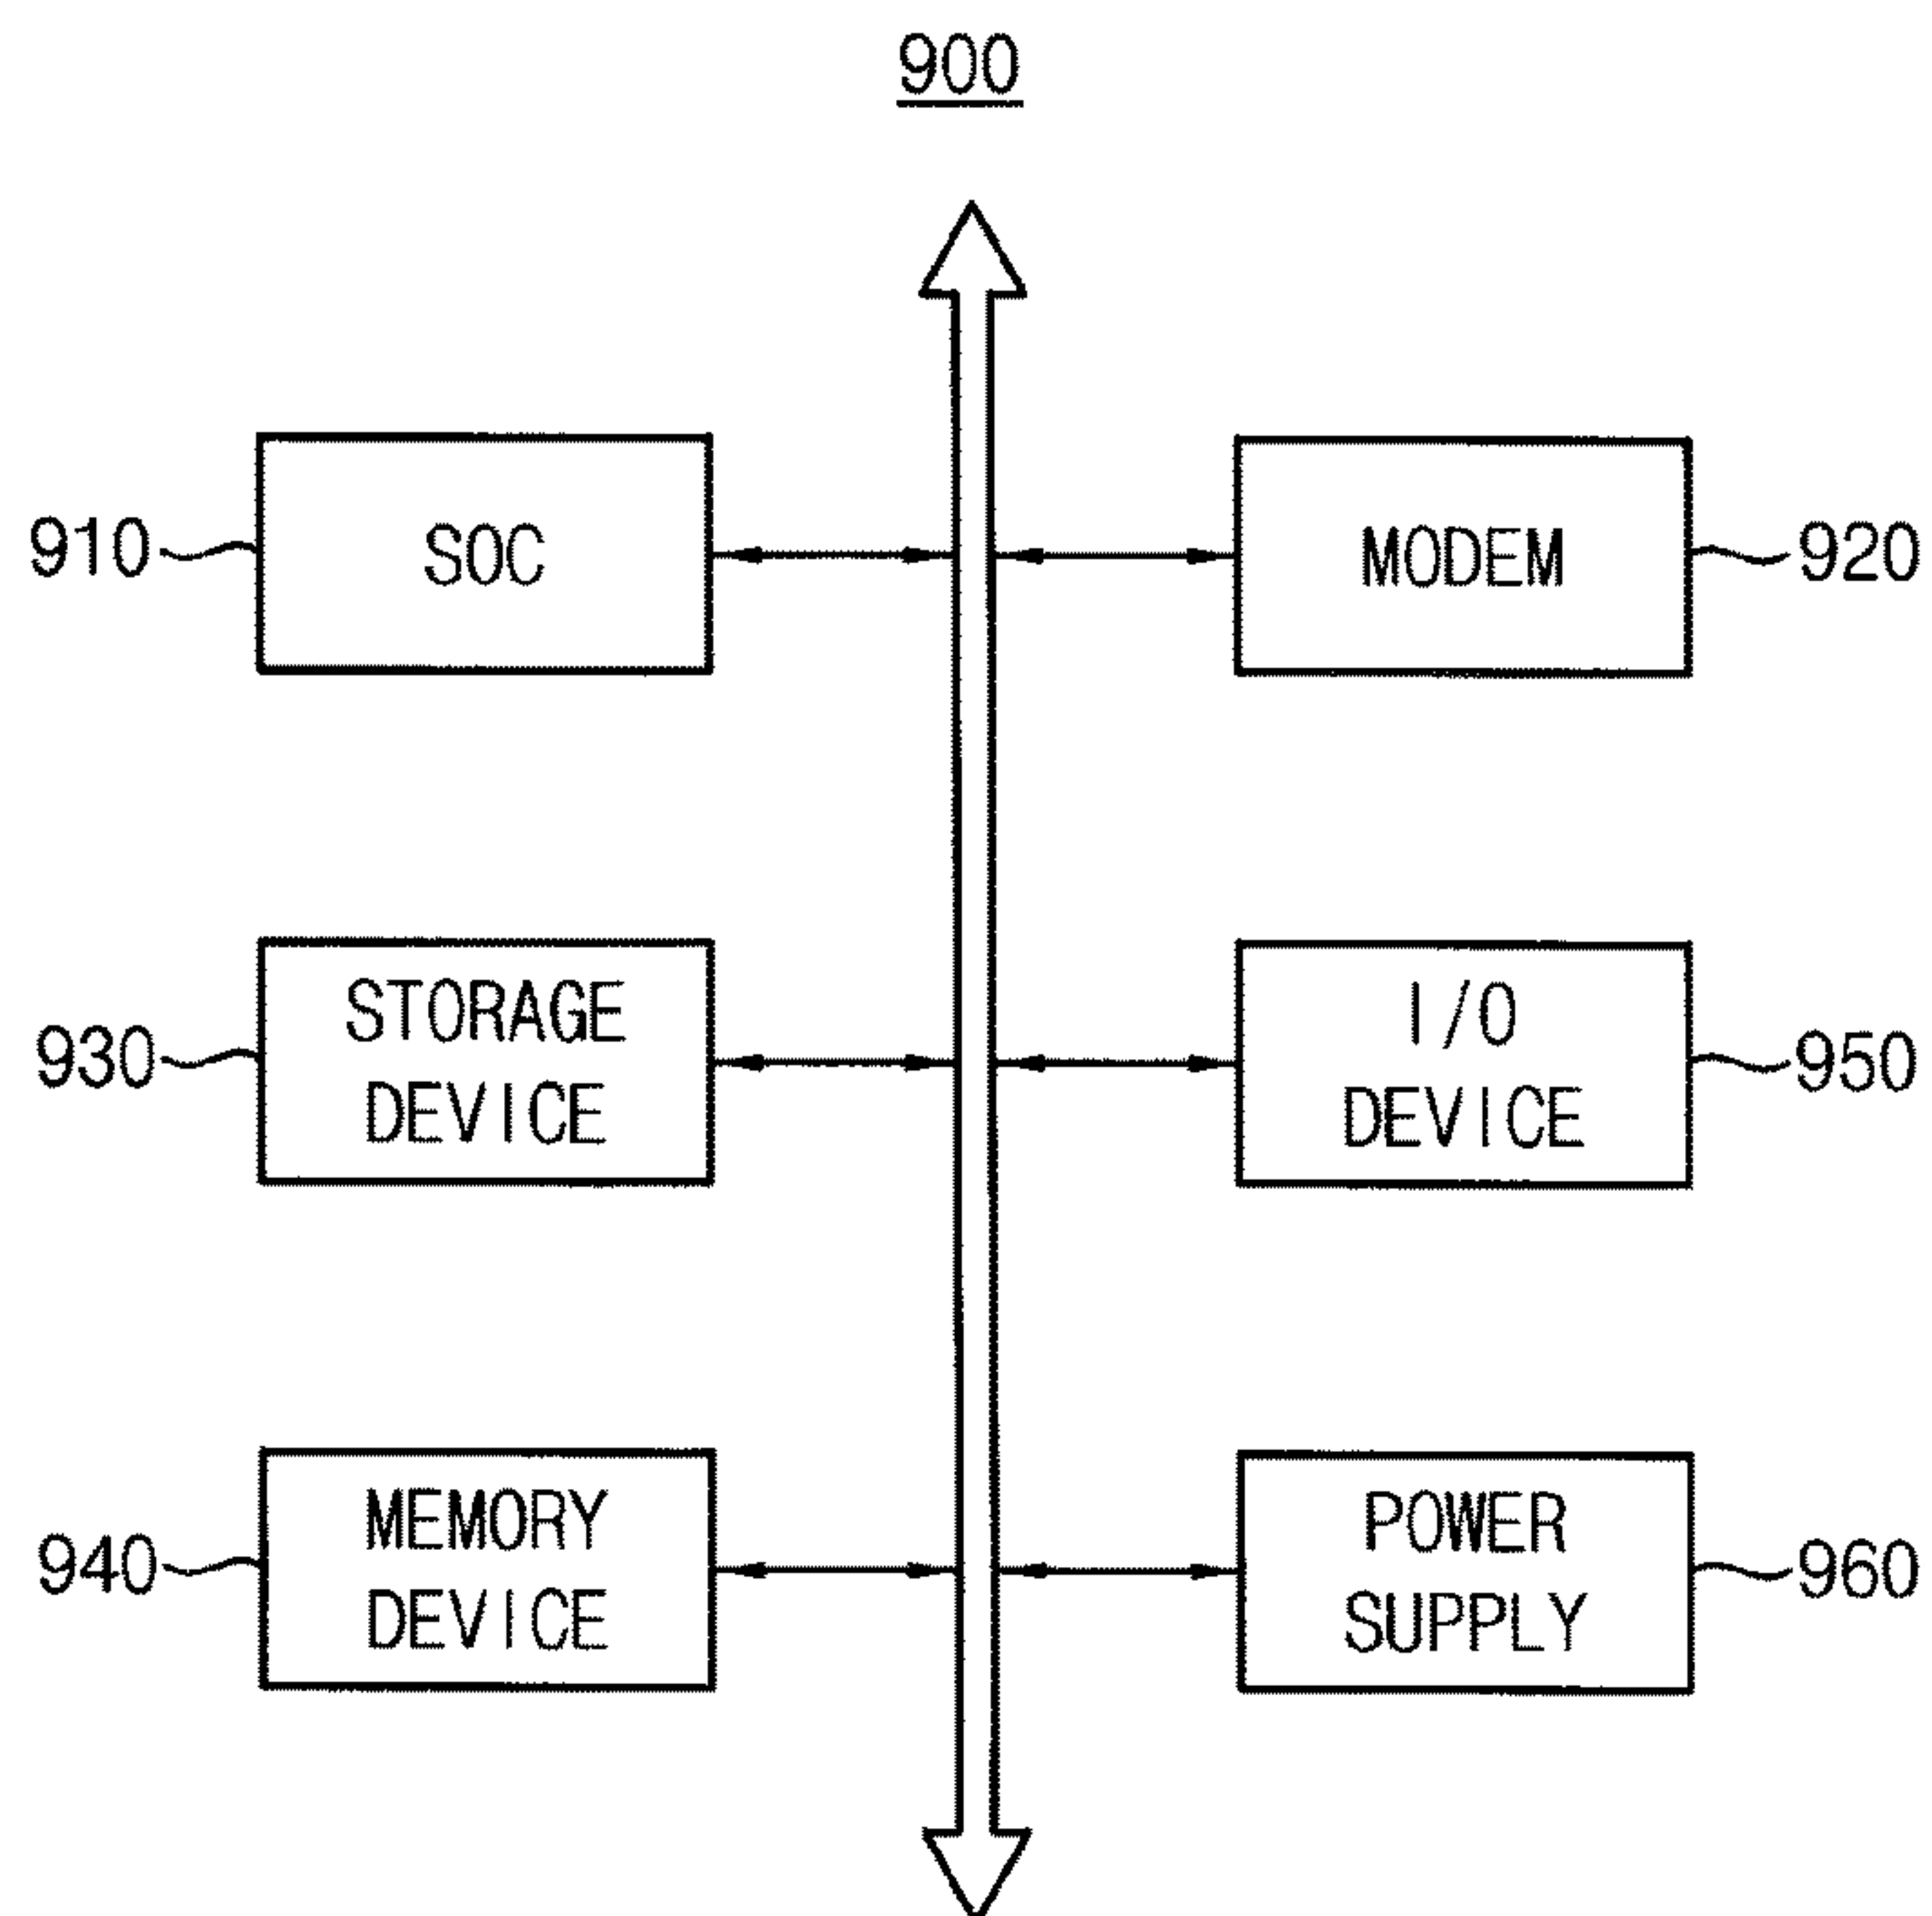 900
910
SOC
MODEM
920
930
STORAGE
DEVICE
I/O
DEVICE
950
940
MEMORY
DEVICE
POWER
SUPPLY
960